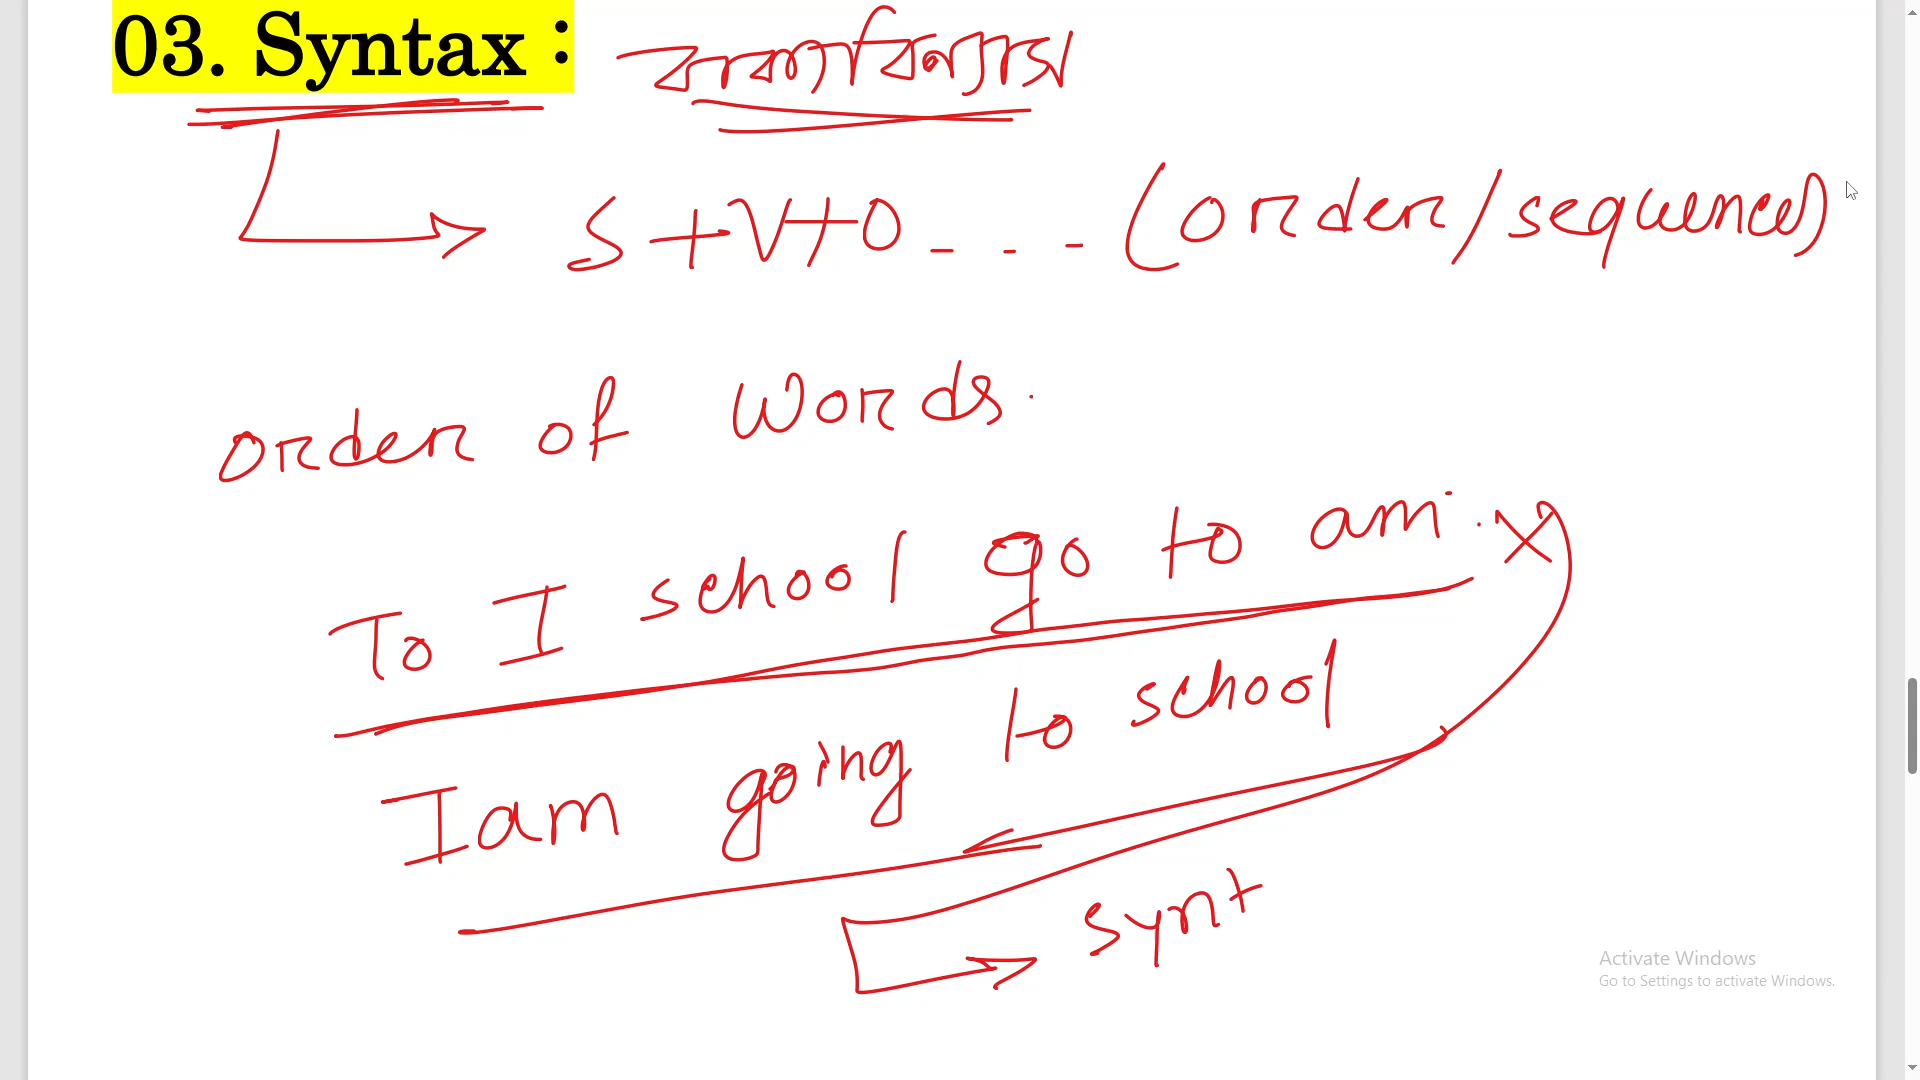 03. Syntax : বাক্যবিন্যাস
S+V+O - - - (order/sequence)
order of words.
To I school go to am. X
I am going to school
synt
Activate Windows
Go to Settings to activate Windows.